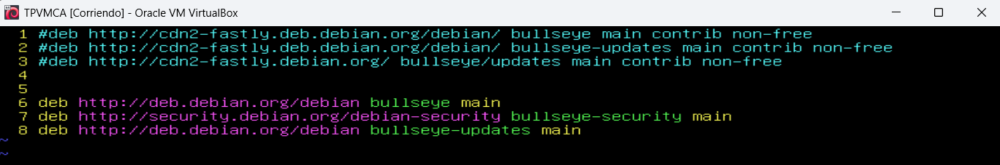 TPVMCA [Corriendo] - Oracle VM VirtualBox
1 #deb http://cdn2-fastly.deb.debian.org/debian/ bullseye main contrib non-free
2 #deb http://cdn2-fastly.deb.debian.org/debian/ bullseye-updates main contrib non-free
3 #deb http://cdn2-fastly.debian.org/ bullseye/updates main contrib non-free
4
5
6 deb http://deb.debian.org/debian bullseye main
7 deb http://security.debian.org/debian-security bullseye-security main
8 deb http://deb.debian.org/debian bullseye-updates main
~
~